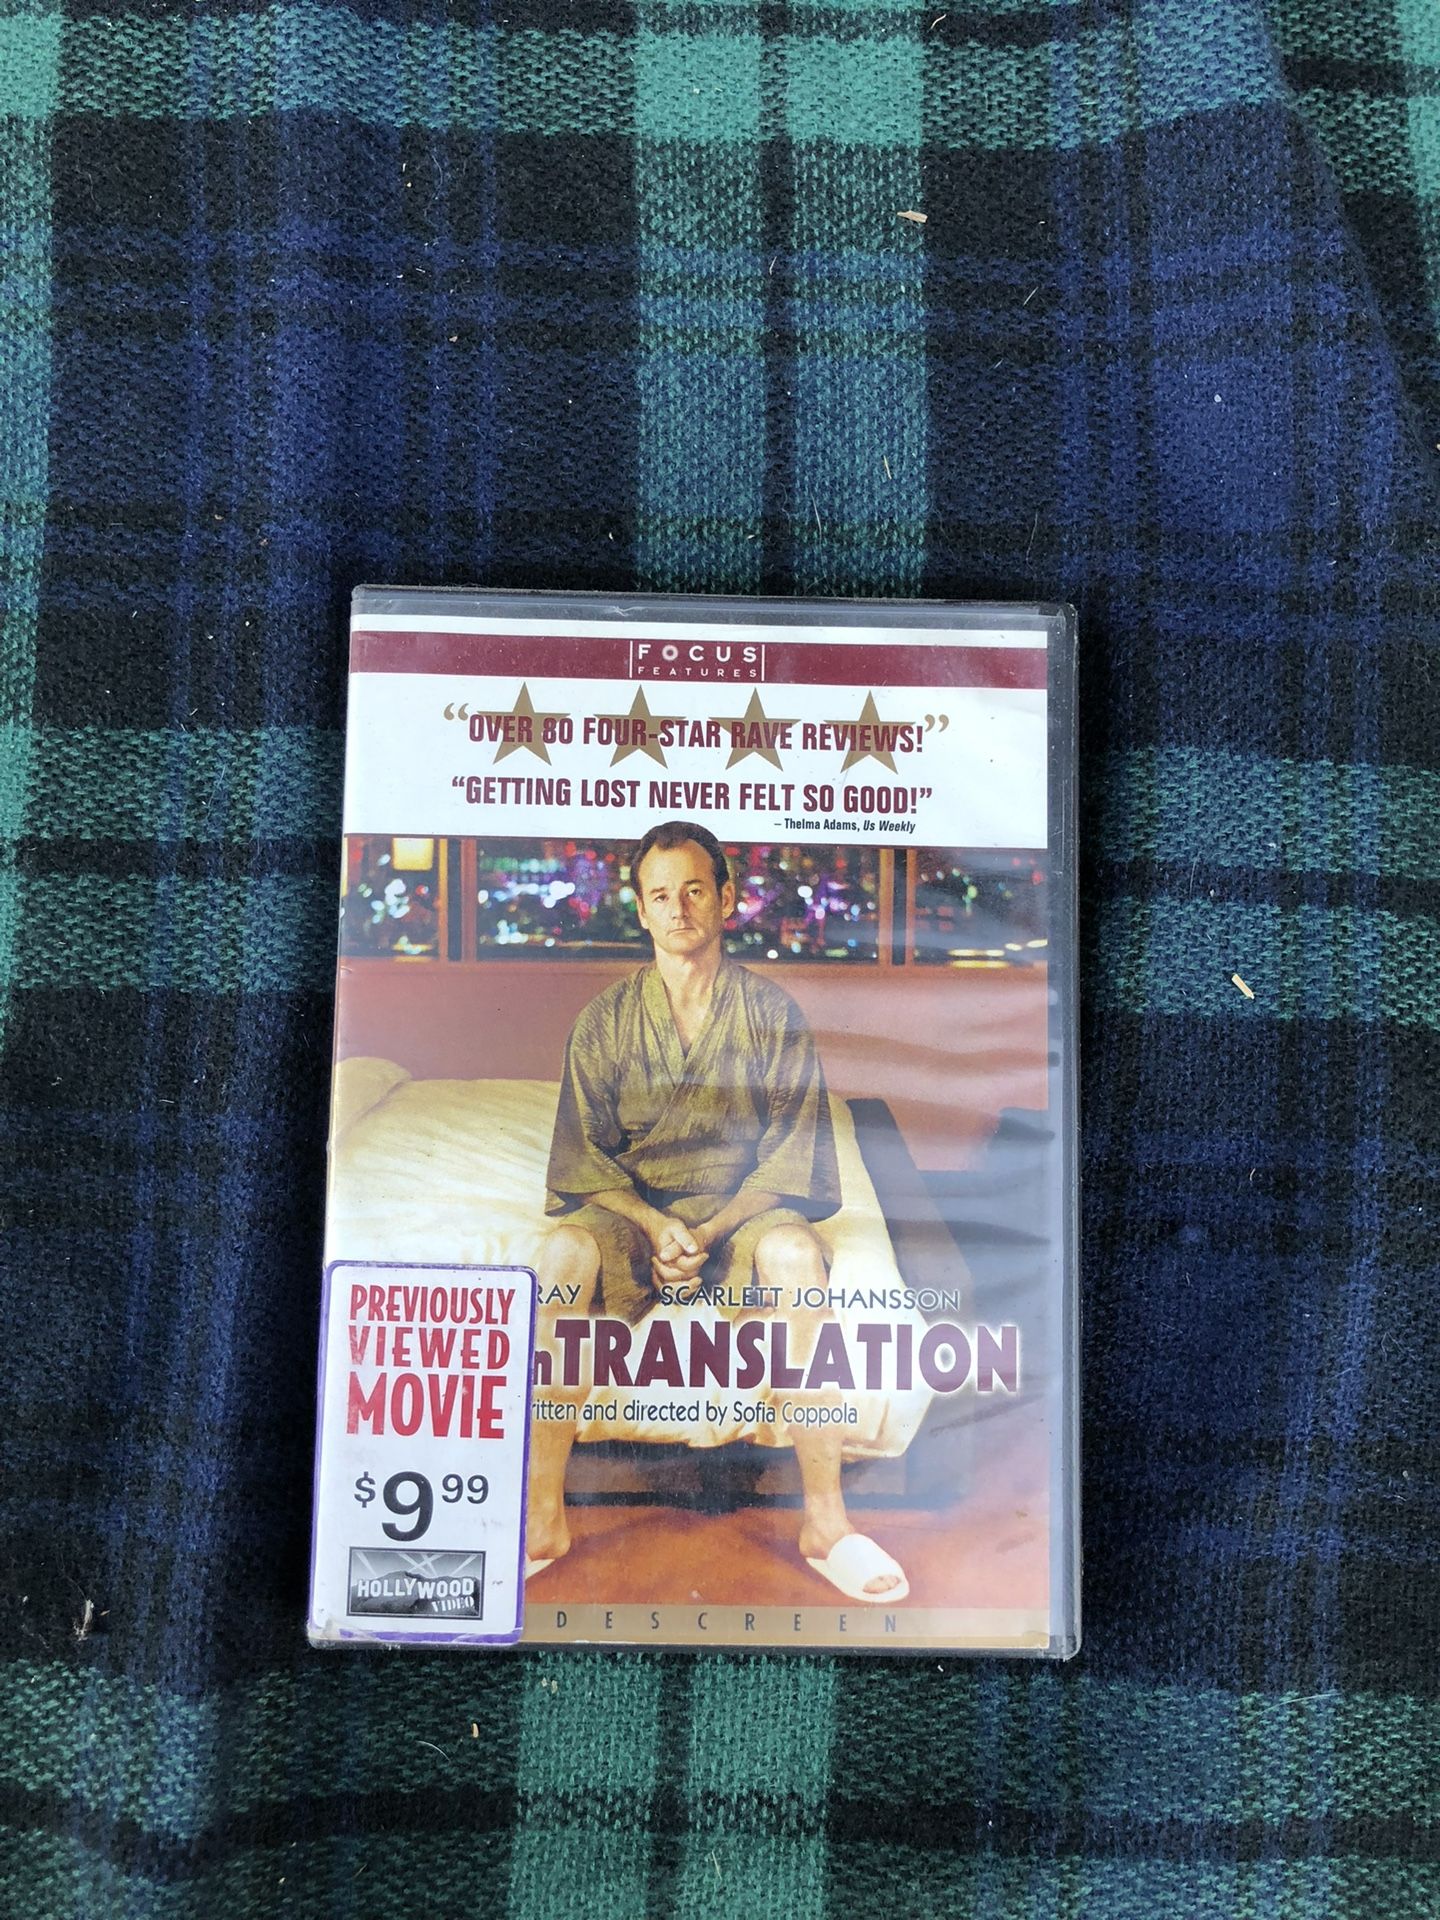 FOCUS
FEATURES
“OVER 80 FOUR-STAR RAVE REVIEWS!”
“GETTING LOST NEVER FELT SO GOOD!”
– Thelma Adams, Us Weekly
RAY SCARLETT JOHANSSON
n TRANSLATION
ritten and directed by Sofia Coppola
PREVIOUSLY
VIEWED
MOVIE
$9.99
HOLLYWOOD
VIDEO
DESCREEN